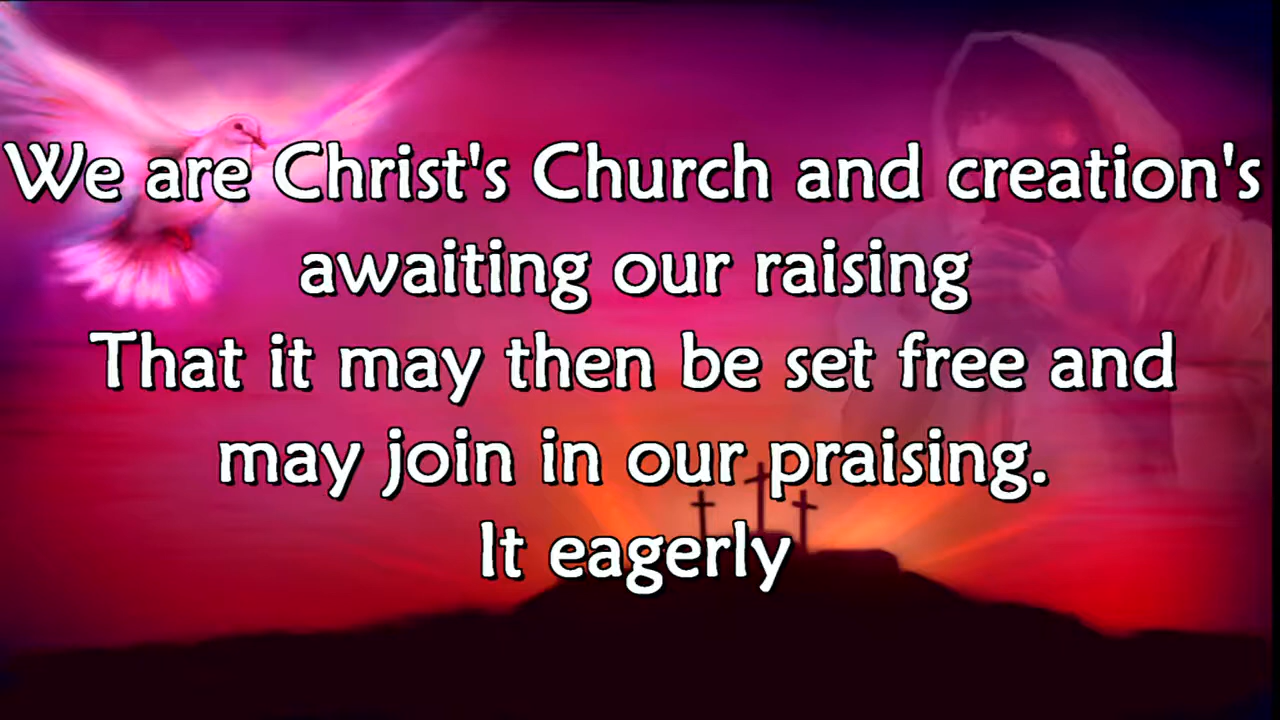 We are Christ's Church and creation's
awaiting our raising
That it may then be set free and
may join in our praising.
It eagerly